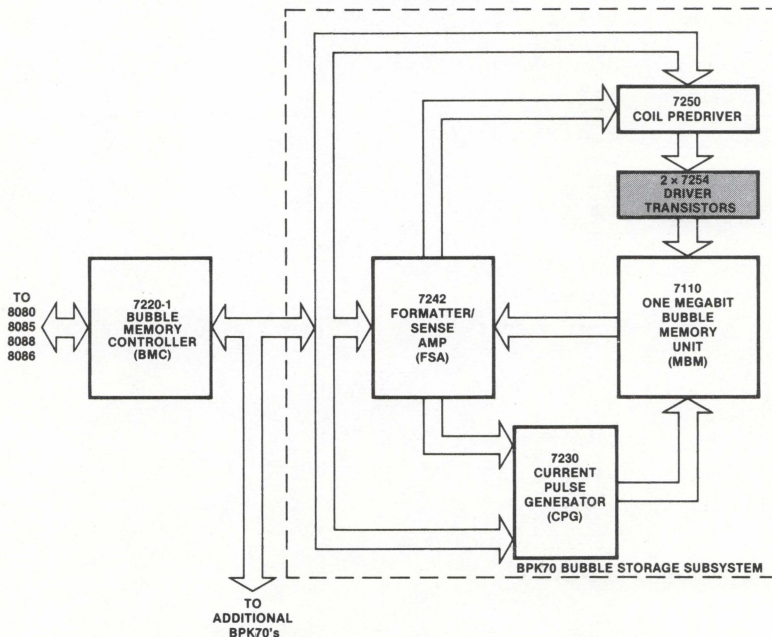 7250
COIL PREDRIVER
2 × 7254
DRIVER
TRANSISTORS
TO
8080
8085
8088
8086
7220-1
BUBBLE
MEMORY
CONTROLLER
(BMC)
7242
FORMATTER/
SENSE
AMP
(FSA)
7110
ONE MEGABIT
BUBBLE
MEMORY
UNIT
(MBM)
7230
CURRENT
PULSE
GENERATOR
(CPG)
BPK70 BUBBLE STORAGE SUBSYSTEM
TO
ADDITIONAL
BPK70's